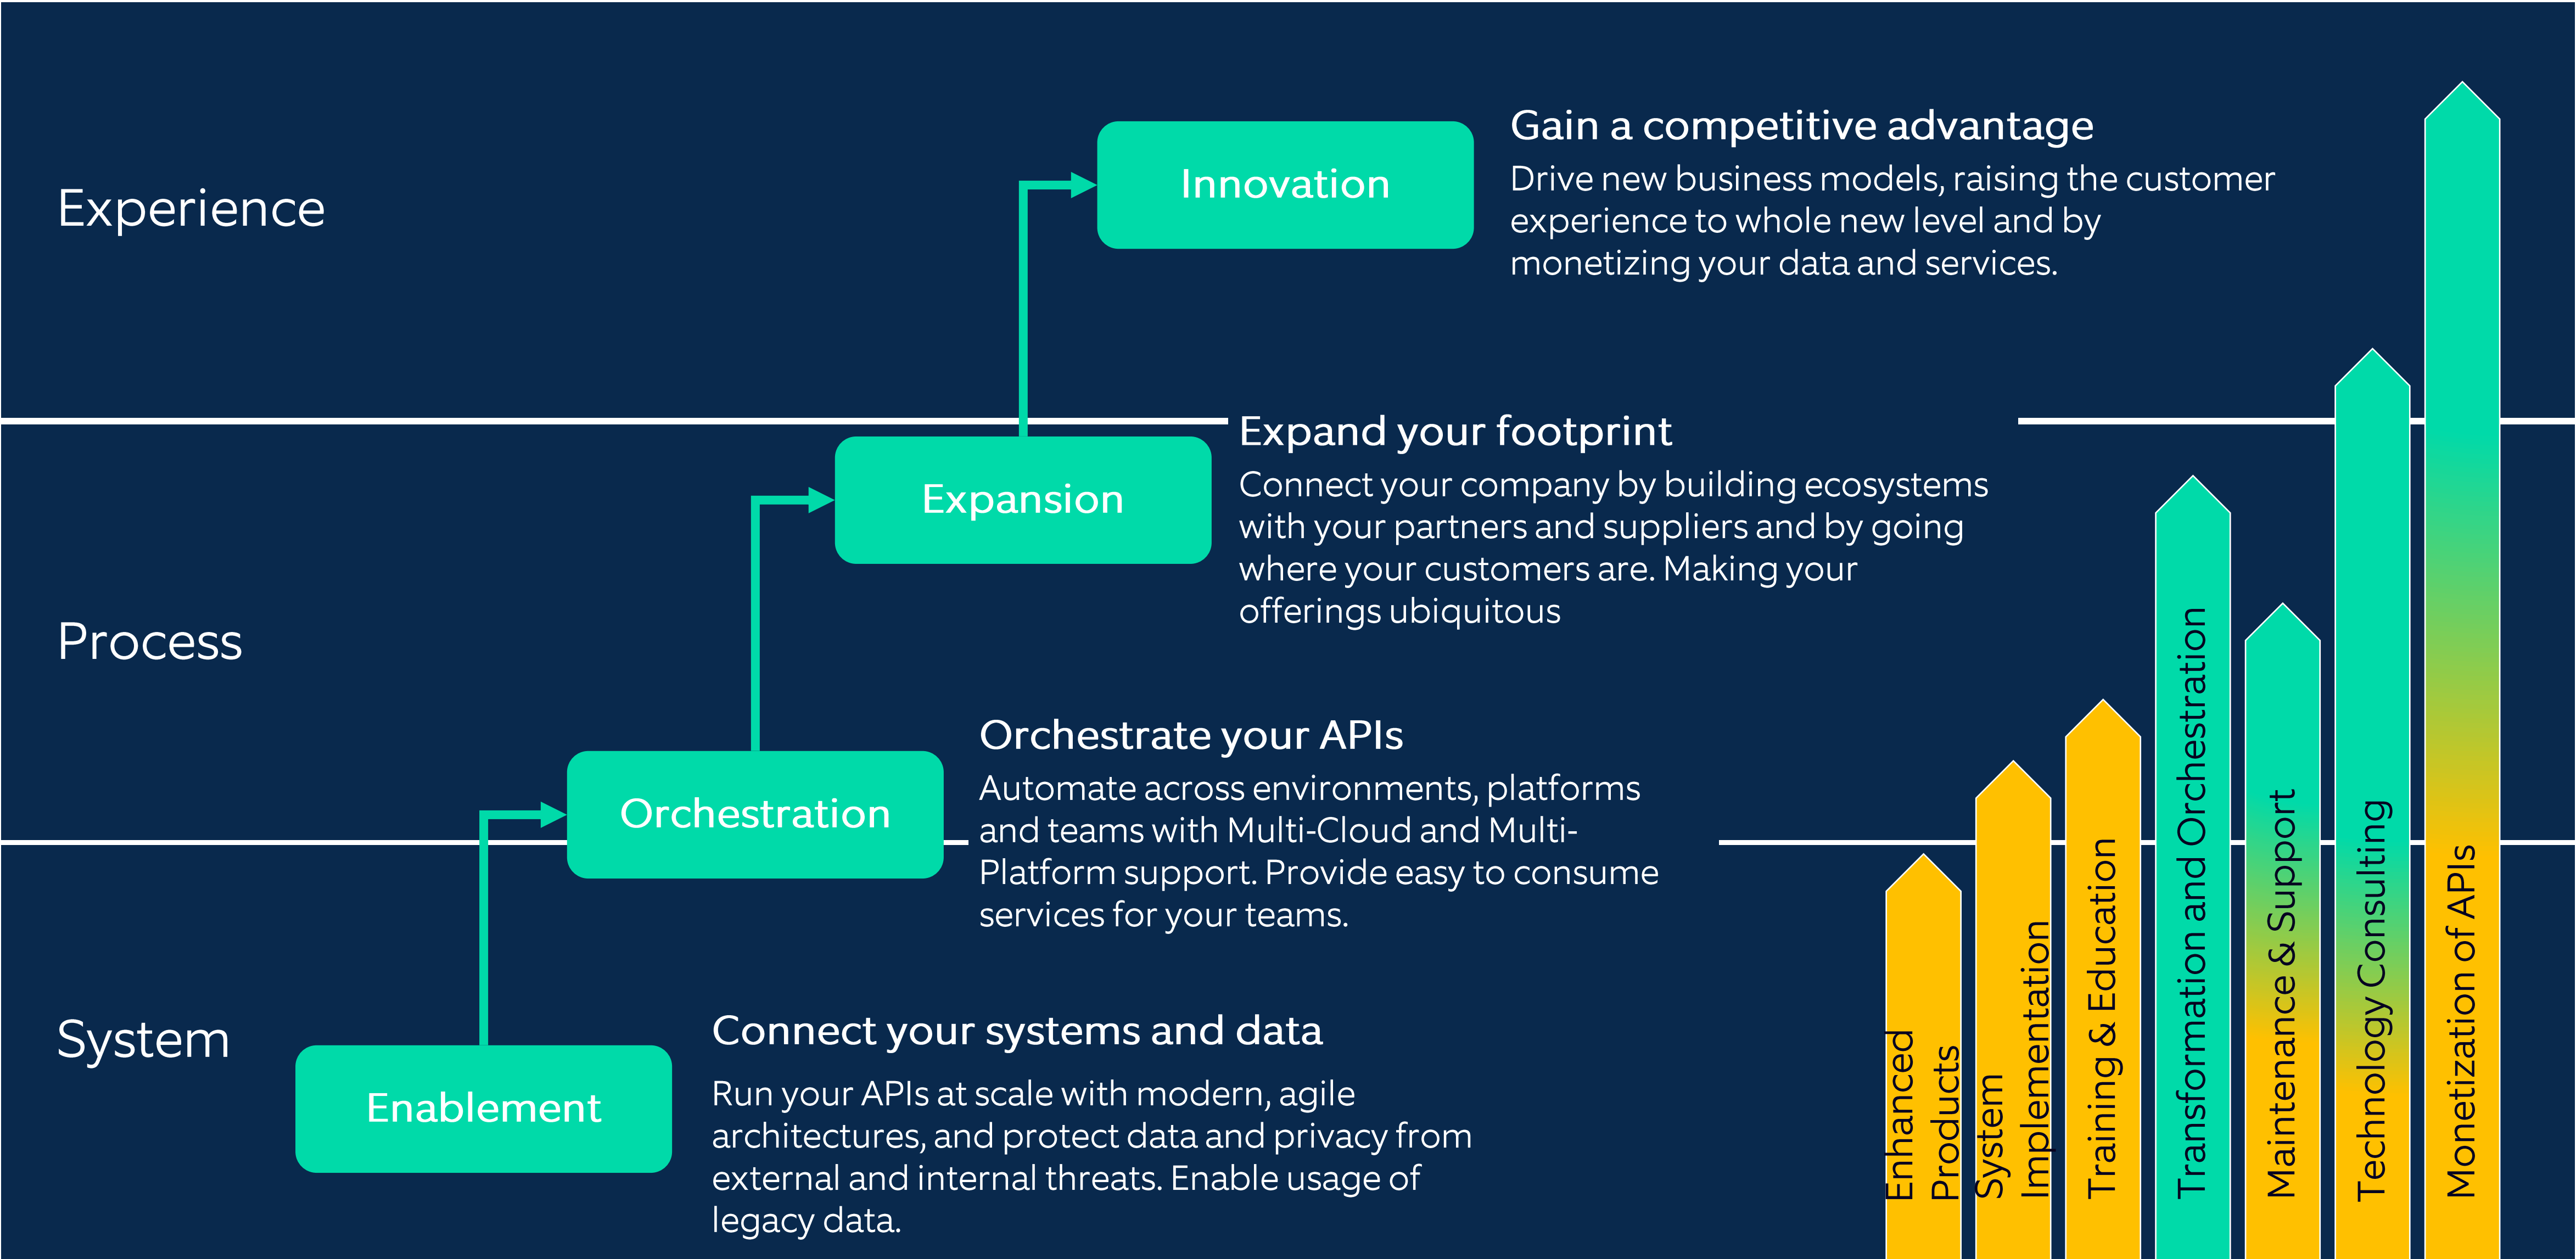 Experience
Innovation
Gain a competitive advantage
Drive new business models, raising the customer
experience to whole new level and by
monetizing your data and services.
Process
Expansion
Expand your footprint
Connect your company by building ecosystems
with your partners and suppliers and by going
where your customers are. Making your
offerings ubiquitous
Orchestration
Orchestrate your APIs
Automate across environments, platforms
and teams with Multi-Cloud and Multi-
Platform support. Provide easy to consume
services for your teams.
System
Enablement
Connect your systems and data
Run your APIs at scale with modern, agile
architectures, and protect data and privacy from
external and internal threats. Enable usage of
legacy data.
Enhanced
Products
System
Implementation
Training & Education
Transformation and Orchestration
Maintenance & Support
Technology Consulting
Monetization of APIs